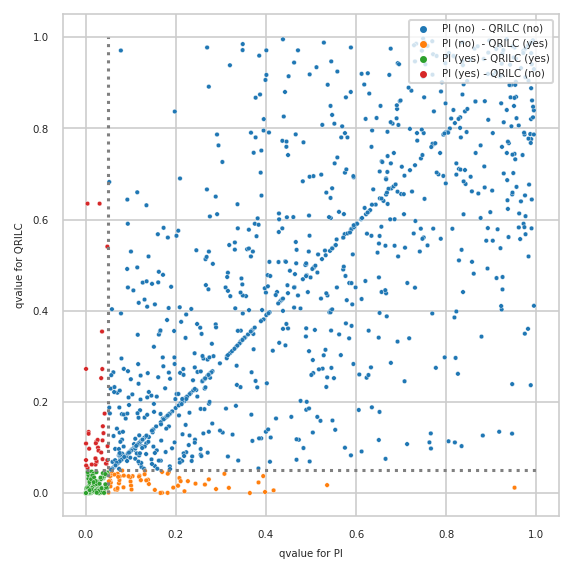 PI (no)  - QRILC (no)
PI (no)  - QRILC (yes)
PI (yes) - QRILC (yes)
PI (yes) - QRILC (no)
1.0
0.8
0.6
0.4
0.2
0.0
qvalue for QRILC
0.0 0.2 0.4 0.6 0.8 1.0
qvalue for PI